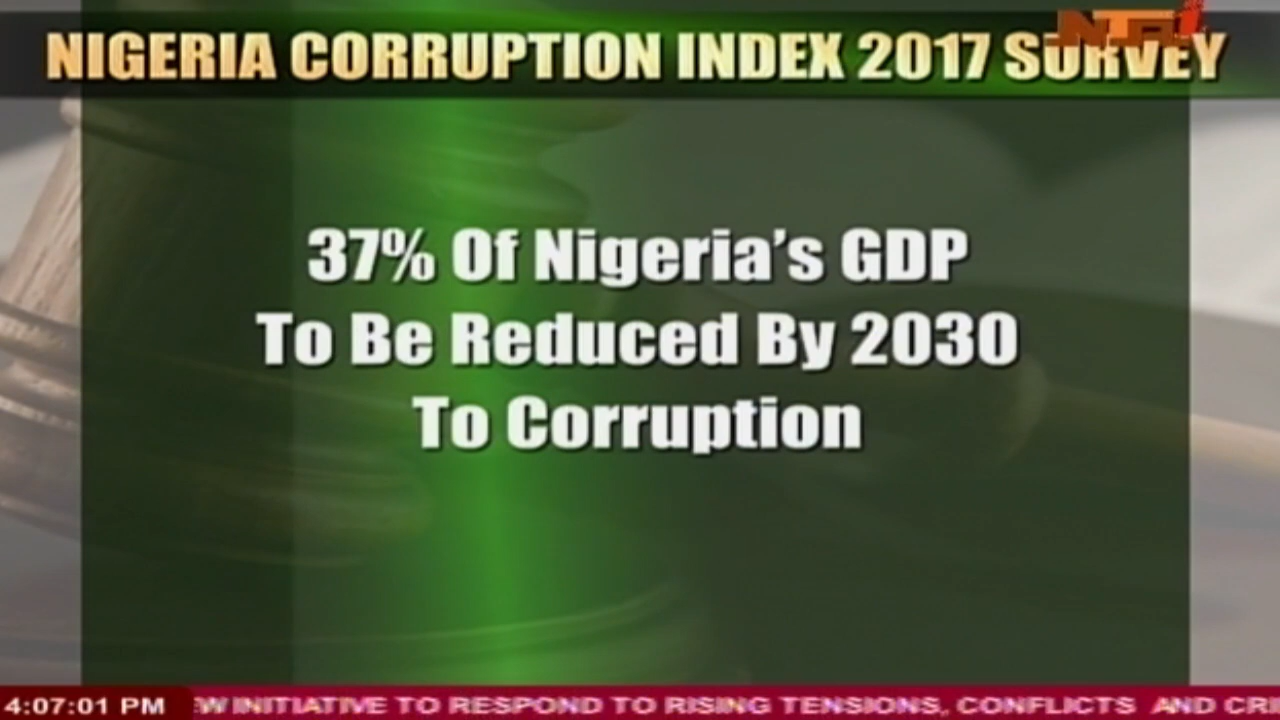 NIGERIA CORRUPTION INDEX 2017 SURVEY
37% Of Nigeria's GDP
To Be Reduced By 2030
To Corruption
4:07:01 PM
INITIATIVE TO RESPOND TO RISING TENSIONS, CONFLICTS AND